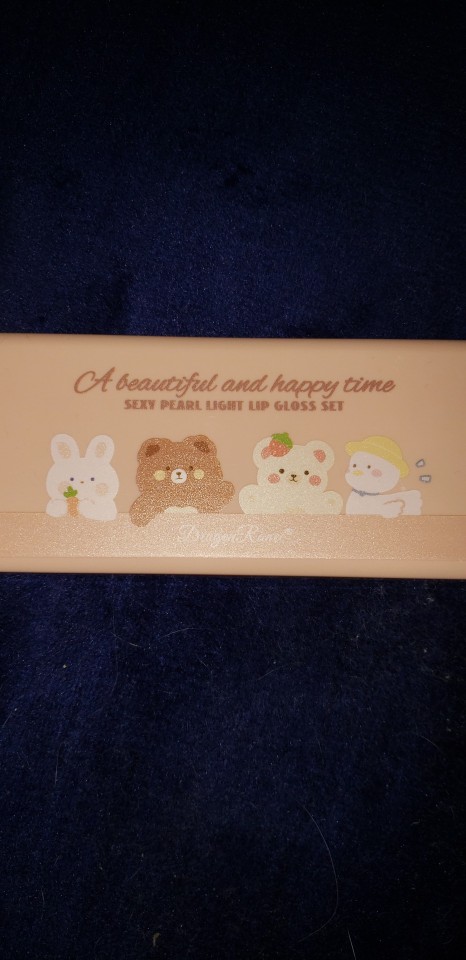 A beautiful and happy time
SEXY PEARL LIGHT LIP GLOSS SET
DragonRanee